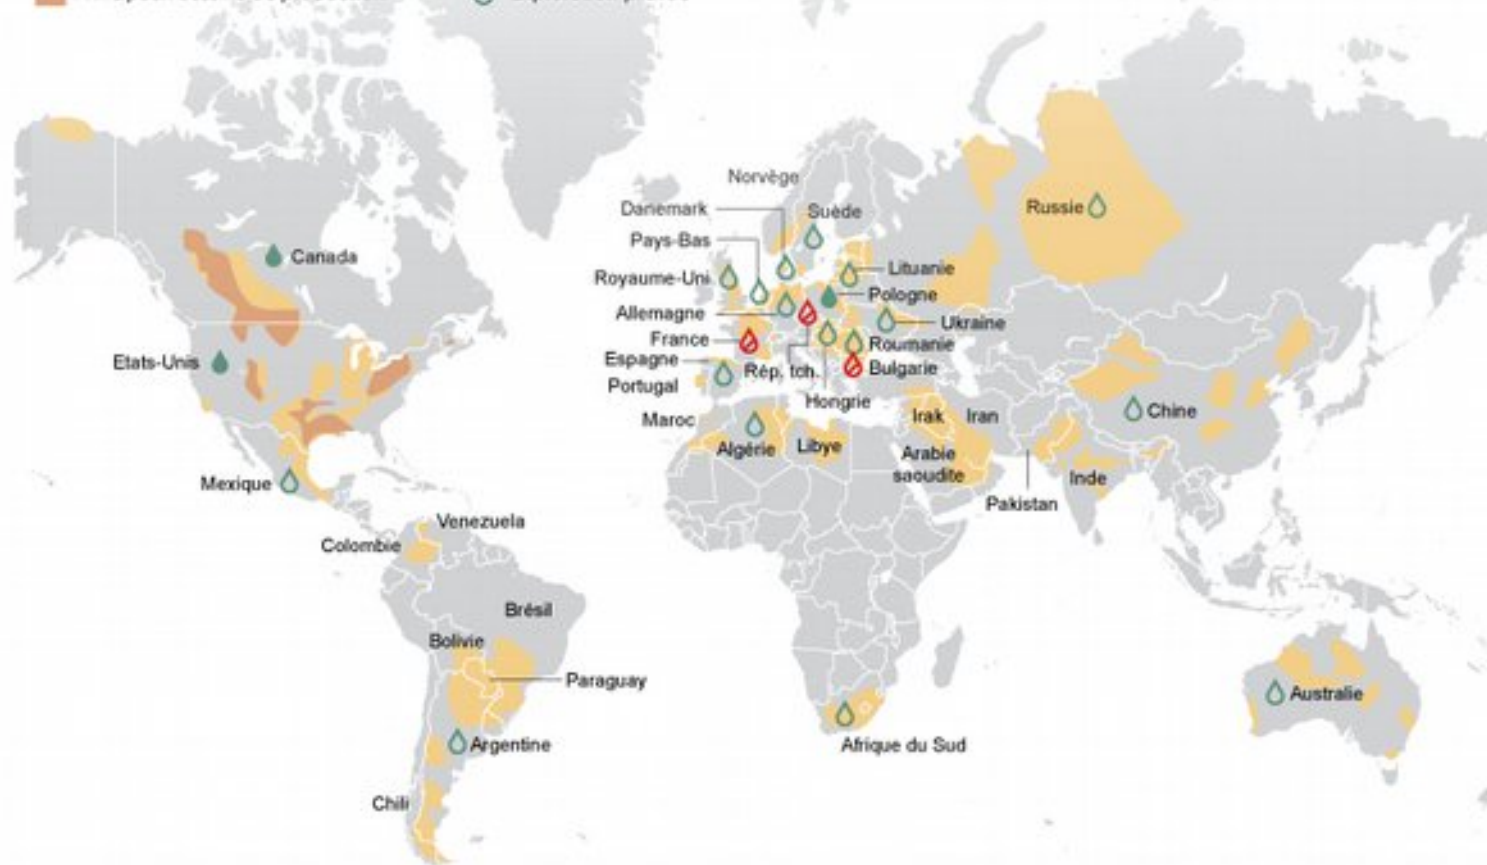 Norvège
Danemark
Suède
Pays-Bas
Russie
Canada
Royaume-Uni
Lituanie
Pologne
Allemagne
Ukraine
France
Roumanie
Etats-Unis
Espagne
Rép. tch.
Bulgarie
Portugal
Hongrie
Maroc
Irak
Iran
Chine
Algérie
Libye
Arabie
saoudite
Inde
Mexique
Pakistan
Venezuela
Colombie
Brésil
Bolivie
Paraguay
Australie
Argentine
Afrique du Sud
Chili